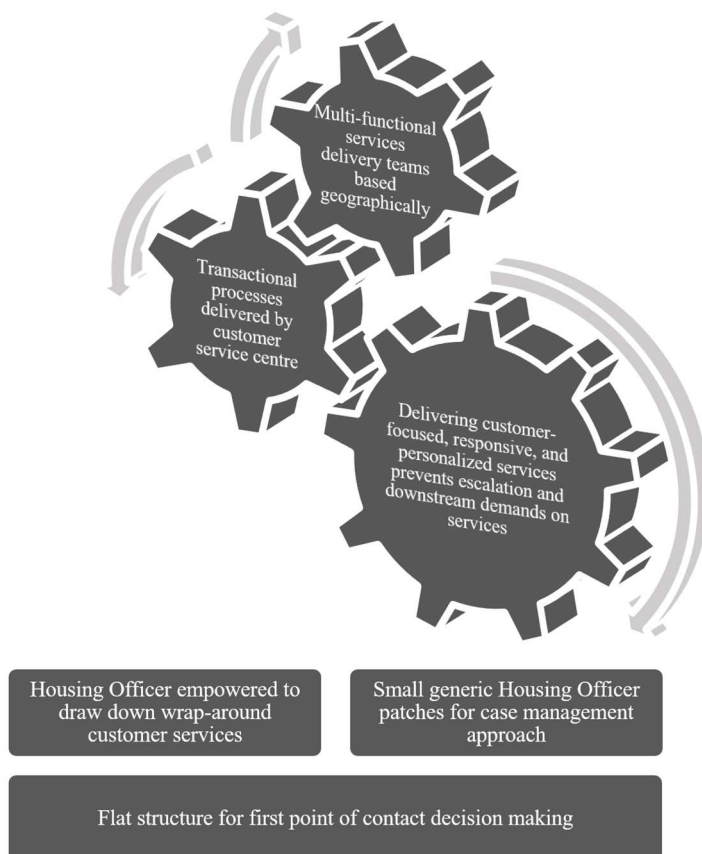 Multi-functional
services
delivery teams
based
geographically
Transactional
processes
delivered by
customer
service centre
Delivering customer-
focused, responsive, and
personalized services
prevents escalation and
downstream demands on
services
Housing Officer empowered to
draw down wrap-around
customer services
Small generic Housing Officer
patches for case management
approach
Flat structure for first point of contact decision making